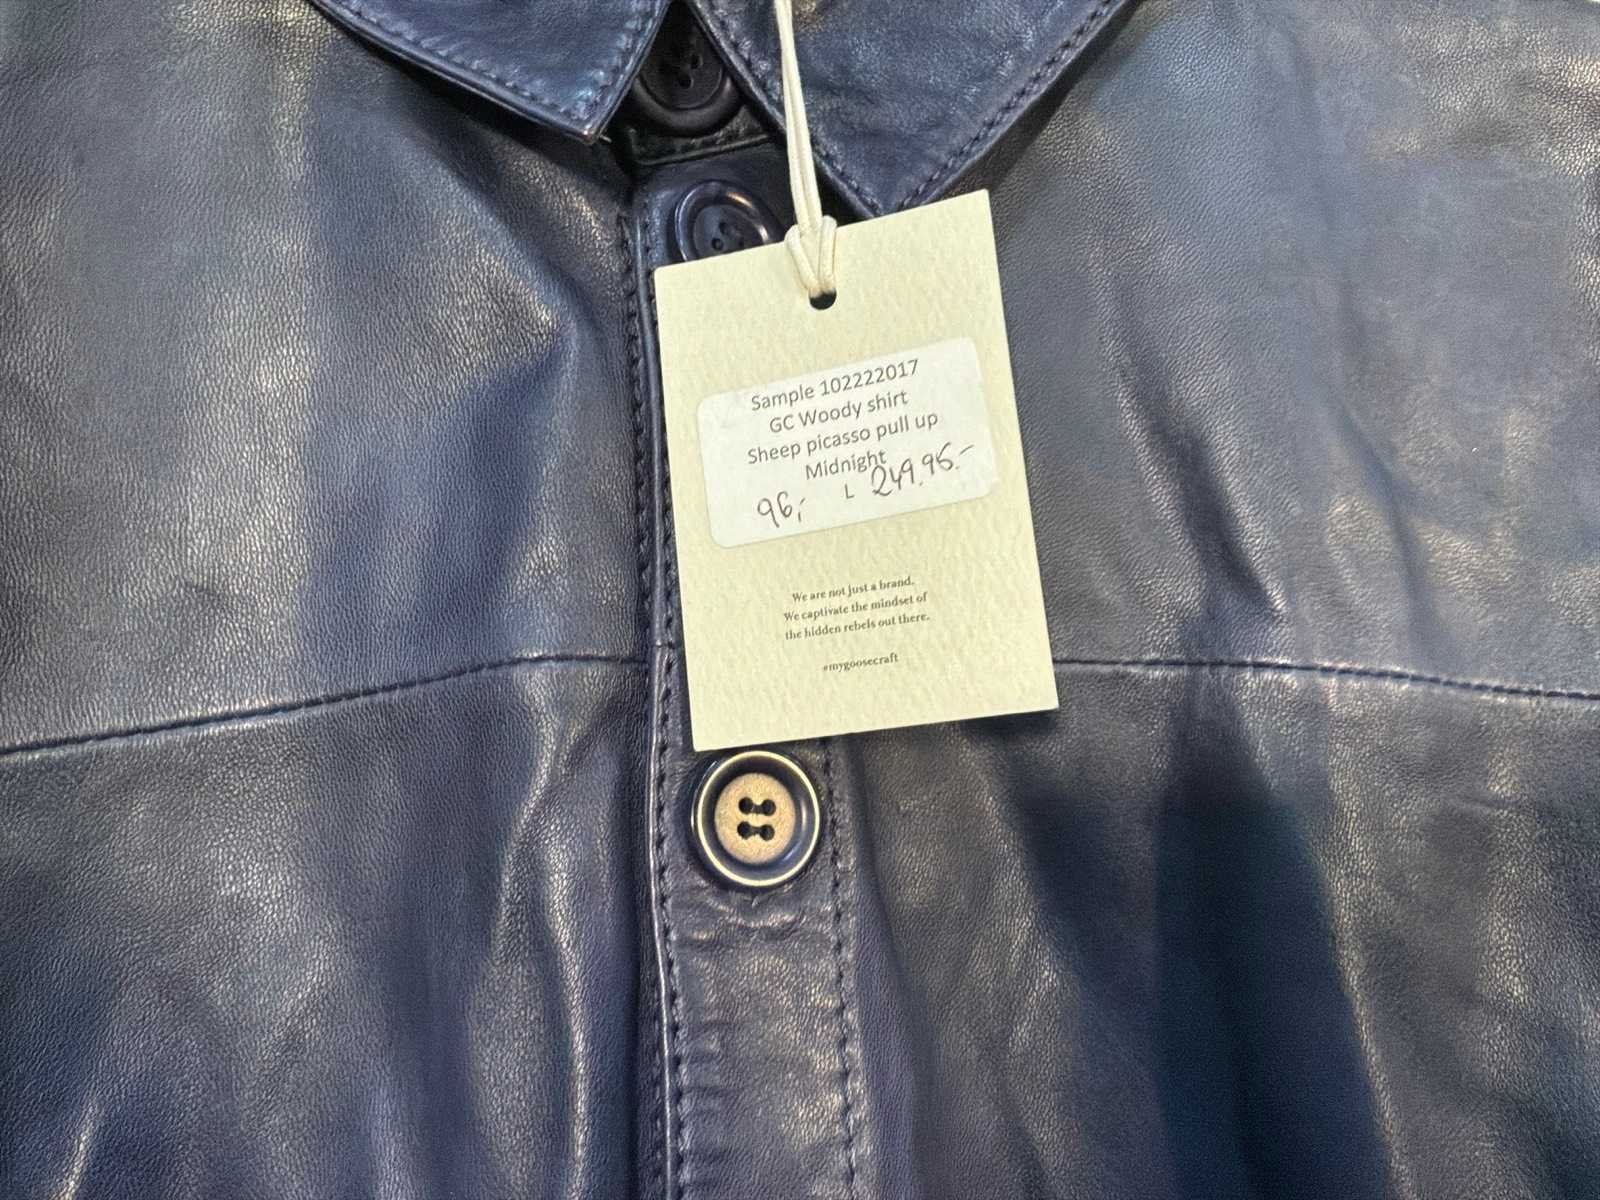 Sample 102222017
GC Woody shirt
Sheep picasso pull up
Midnight
96,- L 249.95.-
We are not just a brand.
We captivate the mindset of
the hidden rebels out there.
#mygoosecraft